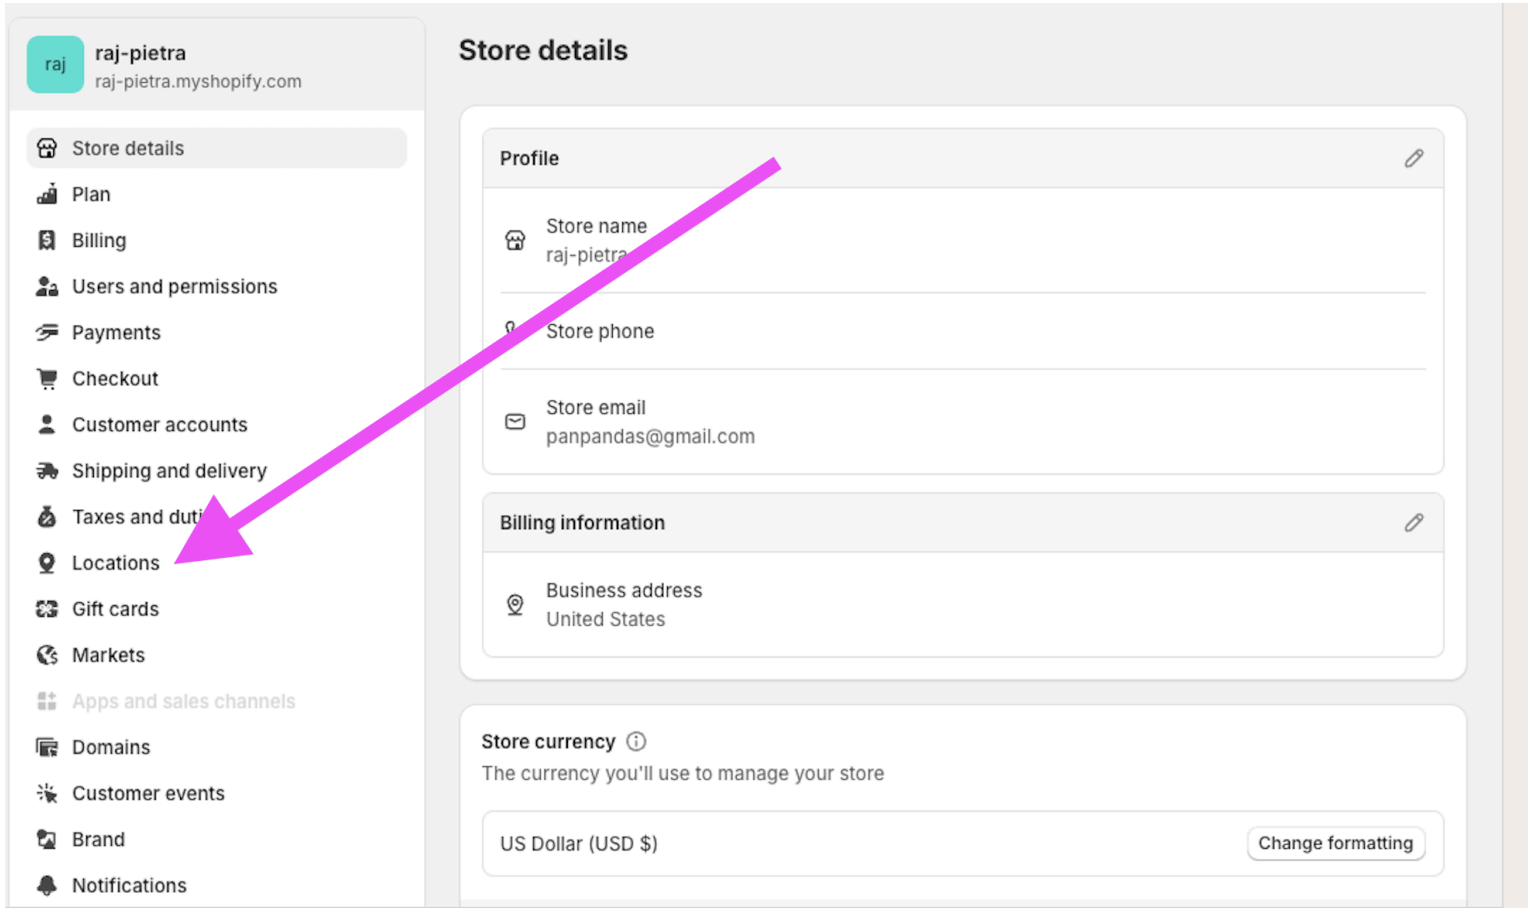 raj
raj-pietra
raj-pietra.myshopify.com
Store details
Plan
Billing
Users and permissions
Payments
Checkout
Customer accounts
Shipping and delivery
Taxes and duti
Locations
Gift cards
Markets
Apps and sales channels
Domains
Customer events
Brand
Notifications
Store details
Profile
Store name
raj-pietra
Store phone
Store email
panpandas@gmail.com
Billing information
Business address
United States
Store currency
The currency you'll use to manage your store
US Dollar (USD $)
Change formatting